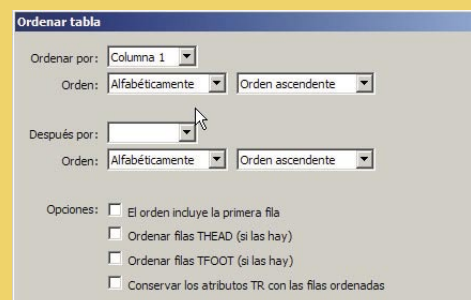 Ordenar tabla
Ordenar por: Columna 1
Orden: Alfabéticamente Orden ascendente
Después por:
Orden: Alfabéticamente Orden ascendente
Opciones: El orden incluye la primera fila
Ordenar filas THEAD (si las hay)
Ordenar filas TFOOT (si las hay)
Conservar los atributos TR con las filas ordenadas